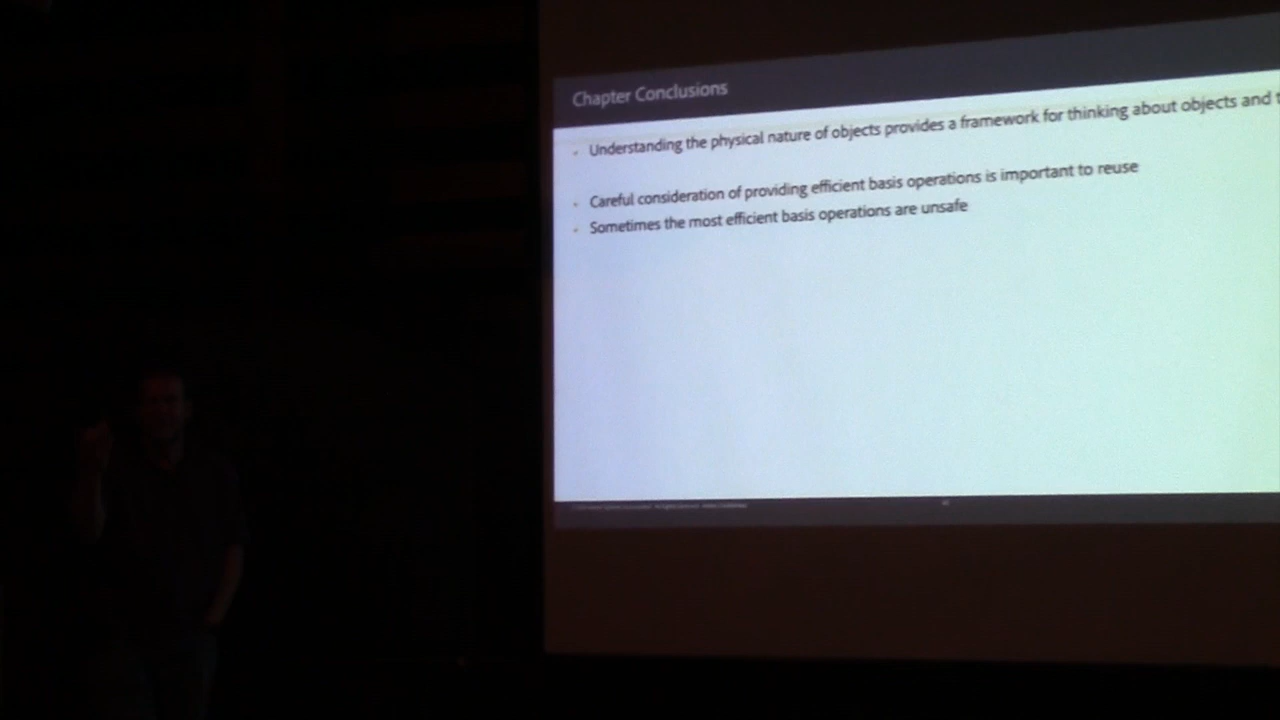 Chapter Conclusions
Understanding the physical nature of objects provides a framework for thinking about objects and t
Careful consideration of providing efficient basis operations is important to reuse
Sometimes the most efficient basis operations are unsafe